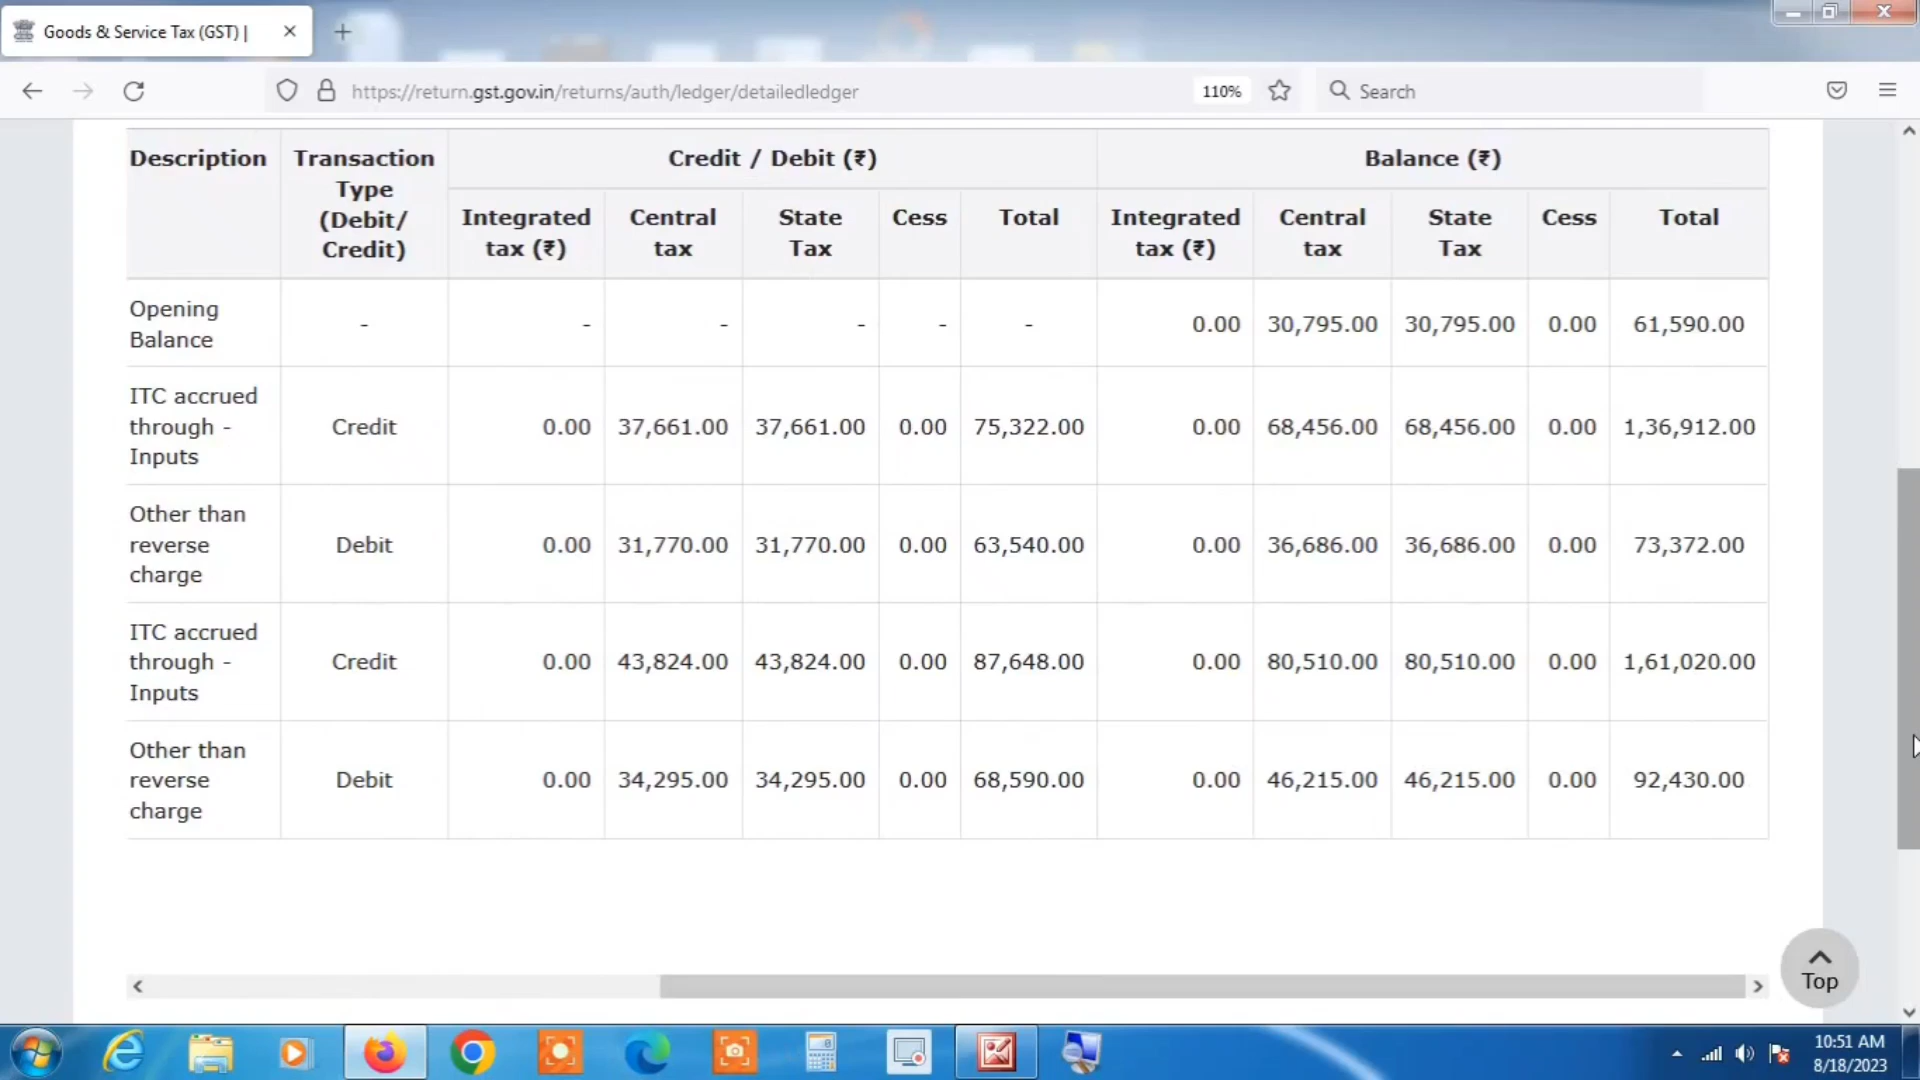 Goods & Service Tax (GST) |
https://return.gst.gov.in/returns/auth/ledger/detailedledger
110%
Search
Description
Transaction
Type
(Debit/
Credit)
Credit / Debit (₹)
Balance (₹)
Integrated
tax (₹)
Central
tax
State
Tax
Cess
Total
Integrated
tax (₹)
Central
tax
State
Tax
Cess
Total
Opening
Balance
- - - - - - 0.00 30,795.00 30,795.00 0.00 61,590.00
ITC accrued
through -
Inputs
Credit 0.00 37,661.00 37,661.00 0.00 75,322.00 0.00 68,456.00 68,456.00 0.00 1,36,912.00
Other than
reverse
charge
Debit 0.00 31,770.00 31,770.00 0.00 63,540.00 0.00 36,686.00 36,686.00 0.00 73,372.00
ITC accrued
through -
Inputs
Credit 0.00 43,824.00 43,824.00 0.00 87,648.00 0.00 80,510.00 80,510.00 0.00 1,61,020.00
Other than
reverse
charge
Debit 0.00 34,295.00 34,295.00 0.00 68,590.00 0.00 46,215.00 46,215.00 0.00 92,430.00
Top
10:51 AM
8/18/2023